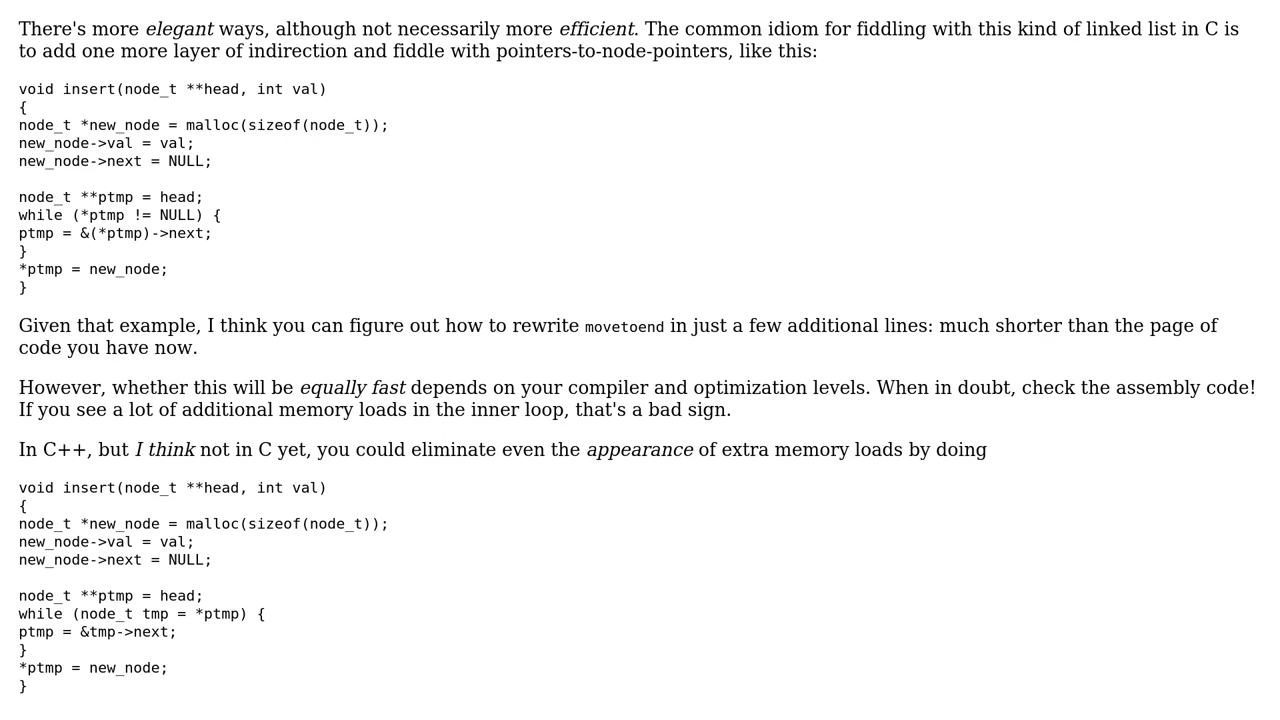 There's more elegant ways, although not necessarily more efficient. The common idiom for fiddling with this kind of linked list in C is
to add one more layer of indirection and fiddle with pointers-to-node-pointers, like this:
void insert(node_t **head, int val)
{
node_t *new_node = malloc(sizeof(node_t));
new_node->val = val;
new_node->next = NULL;
node_t **ptmp = head;
while (*ptmp != NULL) {
ptmp = &(*ptmp)->next;
}
*ptmp = new_node;
}
Given that example, I think you can figure out how to rewrite movetoend in just a few additional lines: much shorter than the page of
code you have now.
However, whether this will be equally fast depends on your compiler and optimization levels. When in doubt, check the assembly code!
If you see a lot of additional memory loads in the inner loop, that's a bad sign.
In C++, but I think not in C yet, you could eliminate even the appearance of extra memory loads by doing
void insert(node_t **head, int val)
{
node_t *new_node = malloc(sizeof(node_t));
new_node->val = val;
new_node->next = NULL;
node_t **ptmp = head;
while (node_t tmp = *ptmp) {
ptmp = &tmp->next;
}
*ptmp = new_node;
}